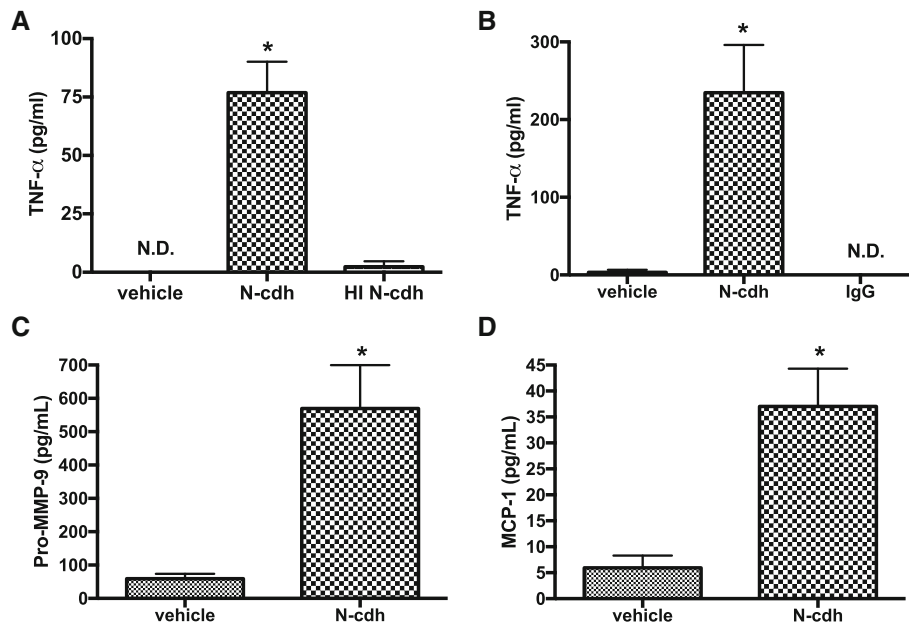 A
TNF-α (pg/ml)
100
75
50
25
0
*
N.D.
vehicle N-cdh HI N-cdh
B
TNF-α (pg/ml)
300
200
100
0
*
N.D.
vehicle N-cdh IgG
C
Pro-MMP-9 (pg/mL)
700
600
500
400
300
200
100
0
*
vehicle N-cdh
D
MCP-1 (pg/mL)
45
40
35
30
25
20
15
10
5
0
*
vehicle N-cdh